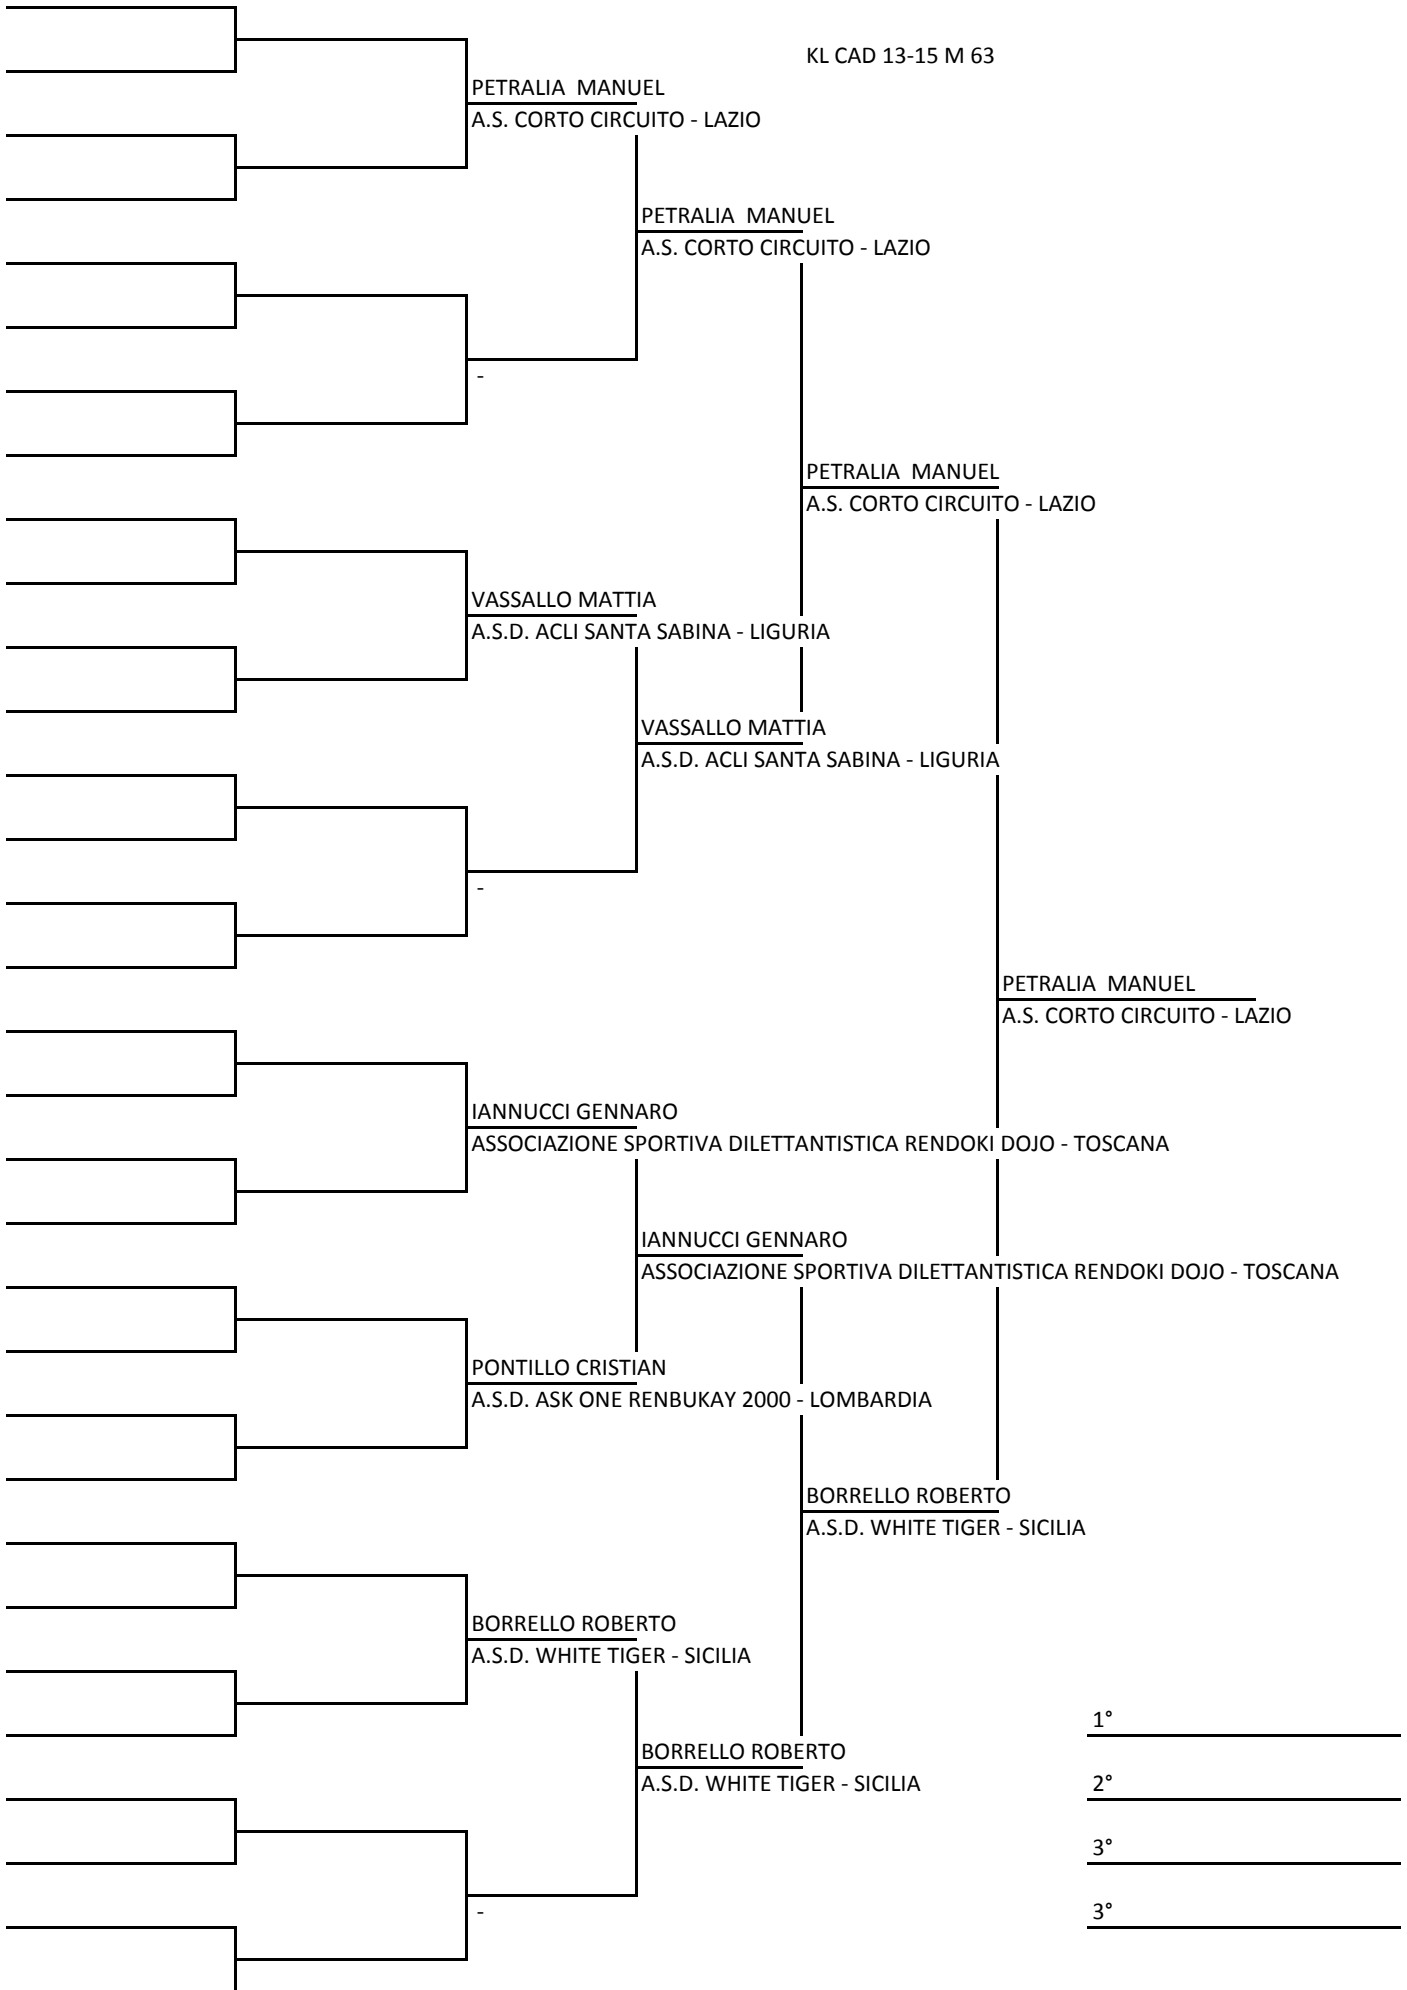 KL CAD 13-15 M 63
PETRALIA  MANUEL
A.S. CORTO CIRCUITO - LAZIO
PETRALIA  MANUEL
A.S. CORTO CIRCUITO - LAZIO
-
PETRALIA  MANUEL
A.S. CORTO CIRCUITO - LAZIO
VASSALLO MATTIA
A.S.D. ACLI SANTA SABINA - LIGURIA
VASSALLO MATTIA
A.S.D. ACLI SANTA SABINA - LIGURIA
-
PETRALIA  MANUEL
A.S. CORTO CIRCUITO - LAZIO
IANNUCCI GENNARO
ASSOCIAZIONE SPORTIVA DILETTANTISTICA RENDOKI DOJO - TOSCANA
IANNUCCI GENNARO
ASSOCIAZIONE SPORTIVA DILETTANTISTICA RENDOKI DOJO - TOSCANA
PONTILLO CRISTIAN
A.S.D. ASK ONE RENBUKAY 2000 - LOMBARDIA
BORRELLO ROBERTO
A.S.D. WHITE TIGER - SICILIA
BORRELLO ROBERTO
A.S.D. WHITE TIGER - SICILIA
1°
BORRELLO ROBERTO
A.S.D. WHITE TIGER - SICILIA
2°
3°
-
3°